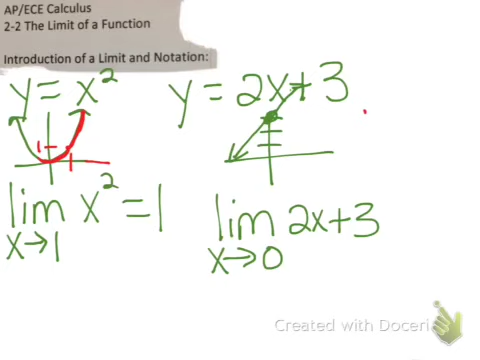 AP/ECE Calculus
2-2 The Limit of a Function
Introduction of a Limit and Notation:
y = x²
y = 2x+3
lim x² = 1
x→1
lim 2x+3
x→0
Created with Doceri